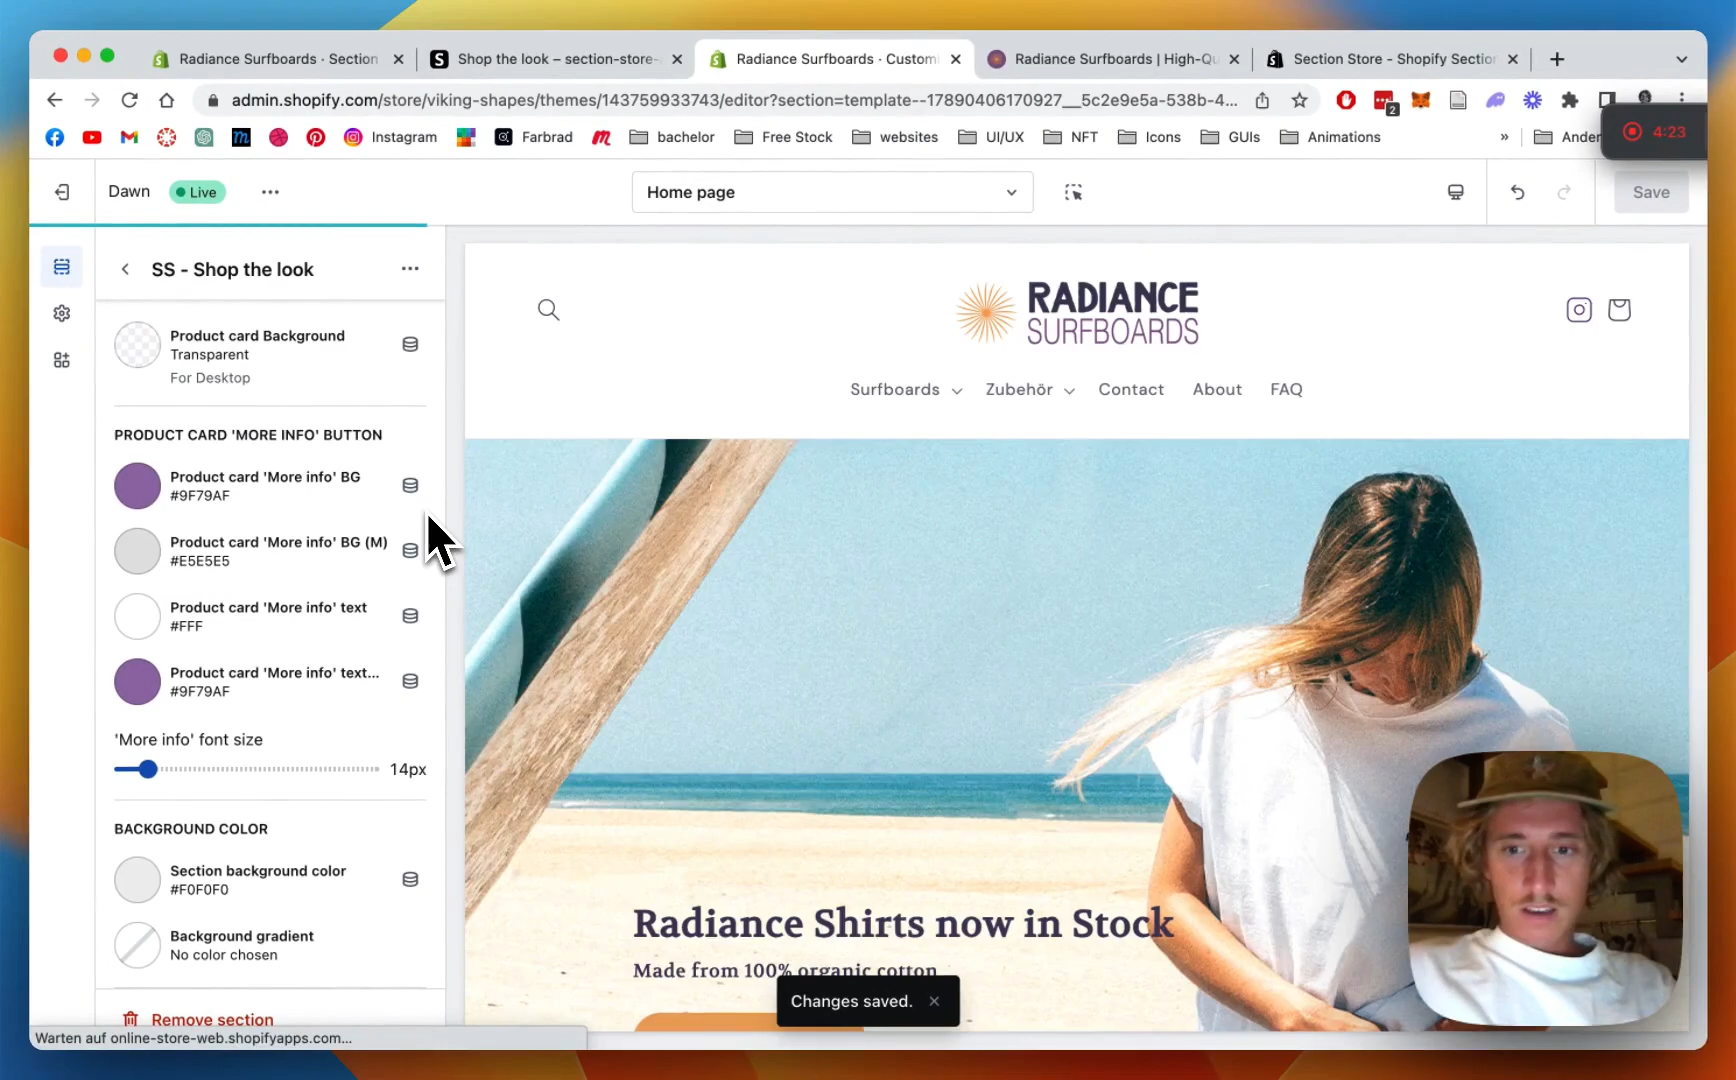 Radiance Surfboards · Section
Shop the look – section-store-
Radiance Surfboards · Customi
Radiance Surfboards | High-Qu
Section Store - Shopify Section
admin.shopify.com/store/viking-shapes/themes/143759933743/editor?section=template--17890406170927__5c2e9e5a-538b-4...
2
Instagram
Farbrad
bachelor
Free Stock
websites
UI/UX
NFT
Icons
GUIs
Animations
»
Ander
4:23
Dawn
Live
Home page
Save
SS - Shop the look
Product card Background
Transparent
For Desktop
PRODUCT CARD 'MORE INFO' BUTTON
Product card 'More info' BG
#9F79AF
Product card 'More info' BG (M)
#E5E5E5
Product card 'More info' text
#FFF
Product card 'More info' text...
#9F79AF
'More info' font size
14px
BACKGROUND COLOR
Section background color
#F0F0F0
Background gradient
No color chosen
Remove section
Warten auf online-store-web.shopifyapps.com...
RADIANCE
SURFBOARDS
Surfboards
Zubehör
Contact
About
FAQ
Radiance Shirts now in Stock
Made from 100% organic cotton
Changes saved.